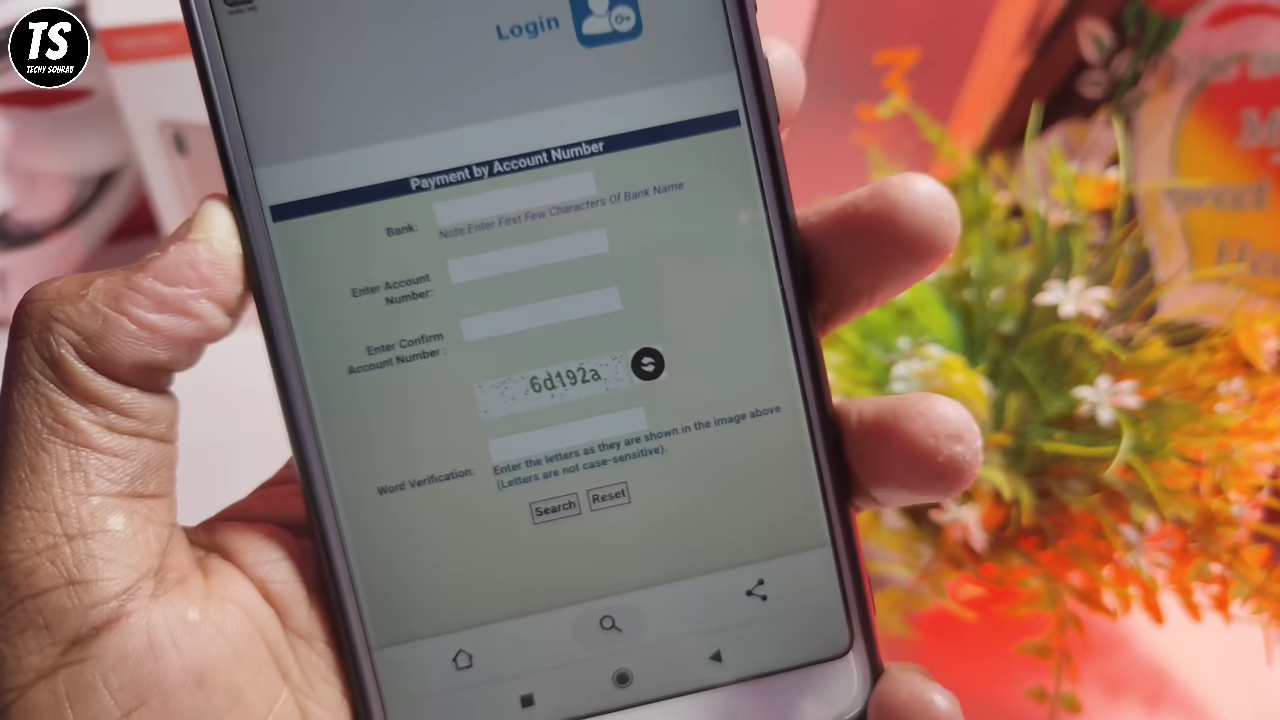 TS
TECHY SOURAV
Login
Payment by Account Number
Bank:
Note Enter First Few Characters Of Bank Name
Enter Account
Number:
Enter Confirm
Account Number :
6d192a
Word Verification:
Enter the letters as they are shown in the image above
(Letters are not case-sensitive).
Search
Reset